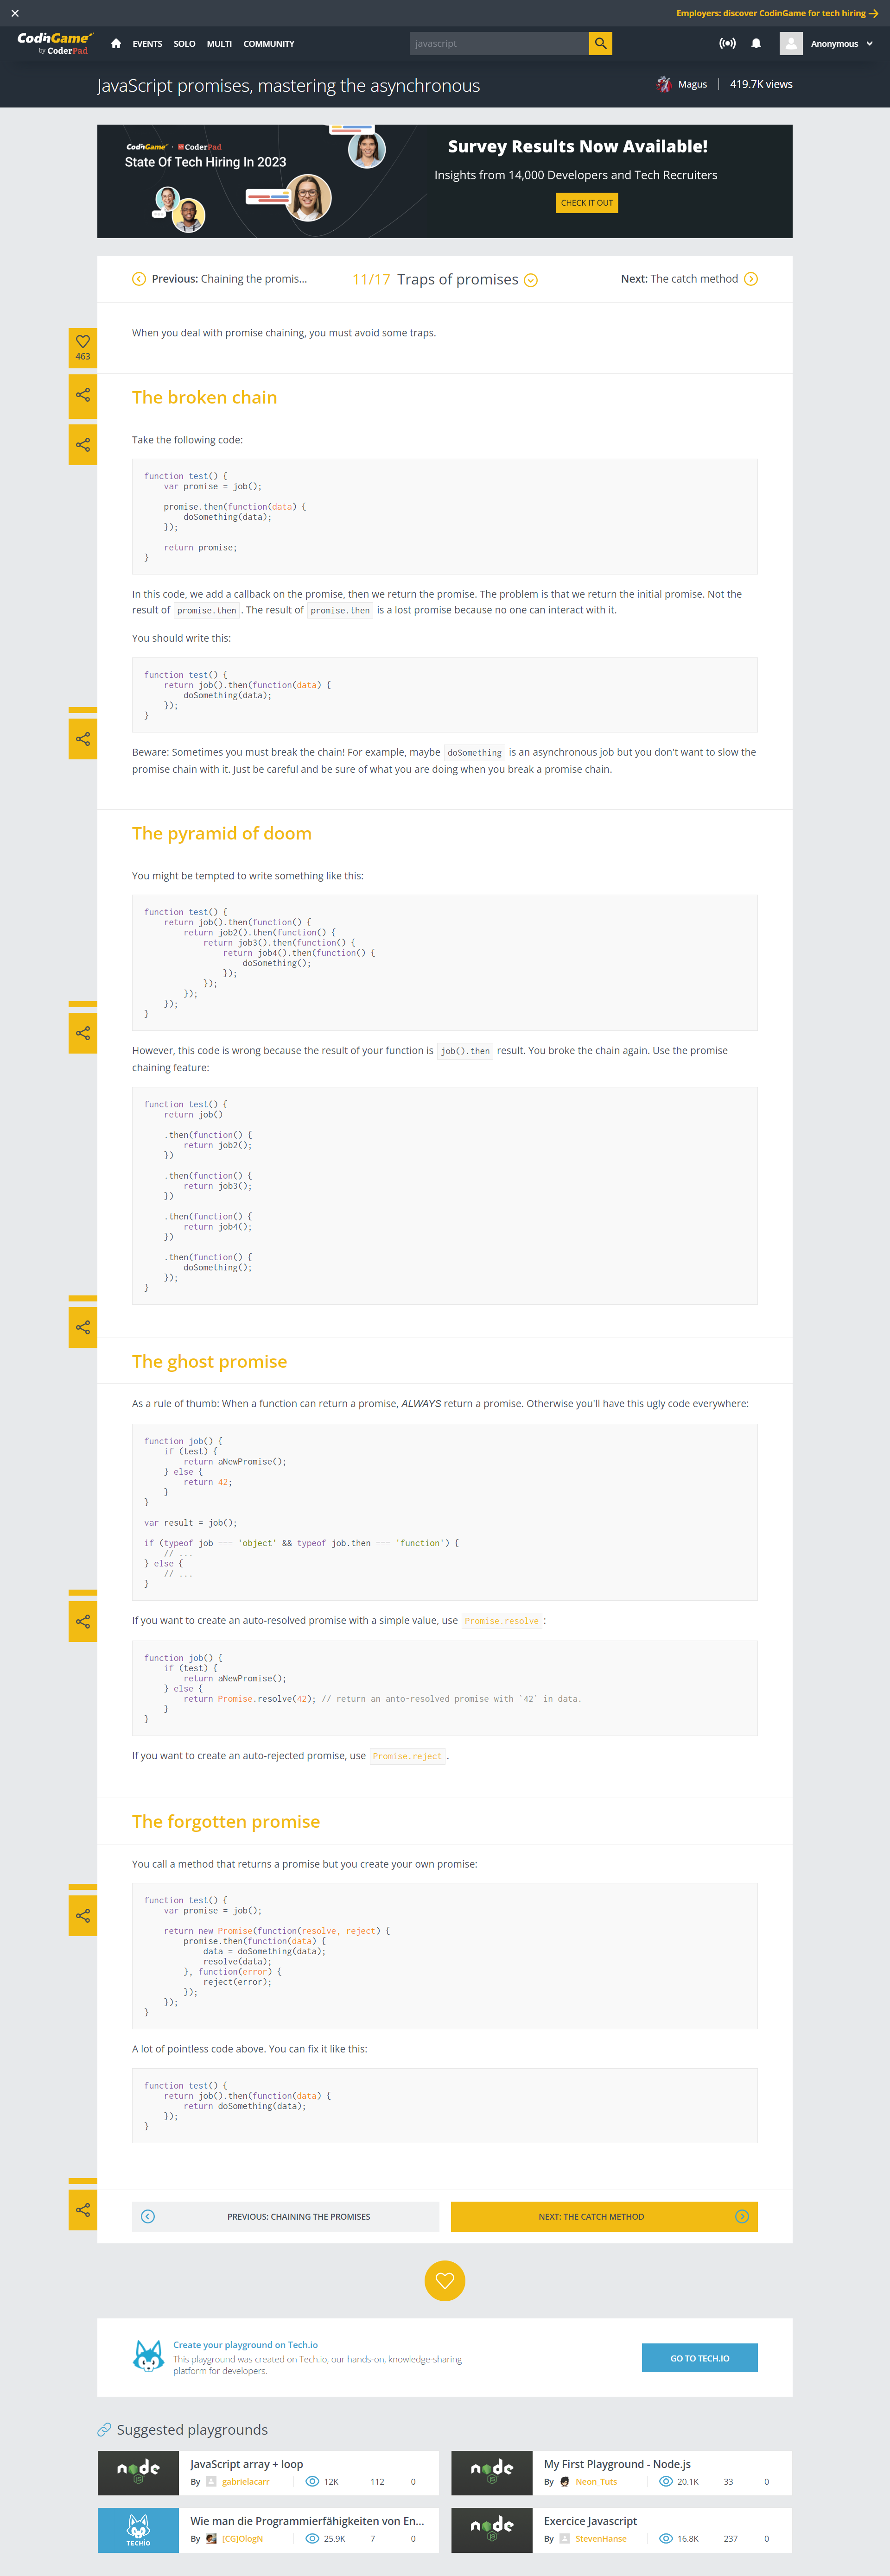 Employers: discover CodinGame for tech hiring
CodinGame
by CoderPad
EVENTS SOLO MULTI COMMUNITY
javascript
Anonymous
JavaScript promises, mastering the asynchronous
Magus
419.7K views
CodinGame · CoderPad
State Of Tech Hiring In 2023
Survey Results Now Available!
Insights from 14,000 Developers and Tech Recruiters
CHECK IT OUT
Previous: Chaining the promis...
11/17 Traps of promises
Next: The catch method
When you deal with promise chaining, you must avoid some traps.
463
The broken chain
Take the following code:
function test() {
    var promise = job();
    promise.then(function(data) {
        doSomething(data);
    });
    return promise;
}
In this code, we add a callback on the promise, then we return the promise. The problem is that we return the initial promise. Not the
result of promise.then. The result of promise.then is a lost promise because no one can interact with it.
You should write this:
function test() {
    return job().then(function(data) {
        doSomething(data);
    });
}
Beware: Sometimes you must break the chain! For example, maybe doSomething is an asynchronous job but you don't want to slow the
promise chain with it. Just be careful and be sure of what you are doing when you break a promise chain.
The pyramid of doom
You might be tempted to write something like this:
function test() {
    return job().then(function() {
        return job2().then(function() {
            return job3().then(function() {
                return job4().then(function() {
                    doSomething();
                });
            });
        });
    });
}
However, this code is wrong because the result of your function is job().then result. You broke the chain again. Use the promise
chaining feature:
function test() {
    return job()
    .then(function() {
        return job2();
    })
    .then(function() {
        return job3();
    })
    .then(function() {
        return job4();
    })
    .then(function() {
        doSomething();
    });
}
The ghost promise
As a rule of thumb: When a function can return a promise, ALWAYS return a promise. Otherwise you'll have this ugly code everywhere:
function job() {
    if (test) {
        return aNewPromise();
    } else {
        return 42;
    }
}
var result = job();
if (typeof job === 'object' && typeof job.then === 'function') {
    // ...
} else {
    // ...
}
If you want to create an auto-resolved promise with a simple value, use Promise.resolve:
function job() {
    if (test) {
        return aNewPromise();
    } else {
        return Promise.resolve(42); // return an anto-resolved promise with `42` in data.
    }
}
If you want to create an auto-rejected promise, use Promise.reject.
The forgotten promise
You call a method that returns a promise but you create your own promise:
function test() {
    var promise = job();
    return new Promise(function(resolve, reject) {
        promise.then(function(data) {
            data = doSomething(data);
            resolve(data);
        }, function(error) {
            reject(error);
        });
    });
}
A lot of pointless code above. You can fix it like this:
function test() {
    return job().then(function(data) {
        return doSomething(data);
    });
}
PREVIOUS: CHAINING THE PROMISES
NEXT: THE CATCH METHOD
Create your playground on Tech.io
This playground was created on Tech.io, our hands-on, knowledge-sharing
platform for developers.
GO TO TECH.IO
Suggested playgrounds
node JS
JavaScript array + loop
By gabrielacarr 12K 112 0
node JS
My First Playground - Node.js
By Neon_Tuts 20.1K 33 0
TECHIO
Wie man die Programmierfähigkeiten von En...
By [CG]OlogN 25.9K 7 0
node JS
Exercice Javascript
By StevenHanse 16.8K 237 0